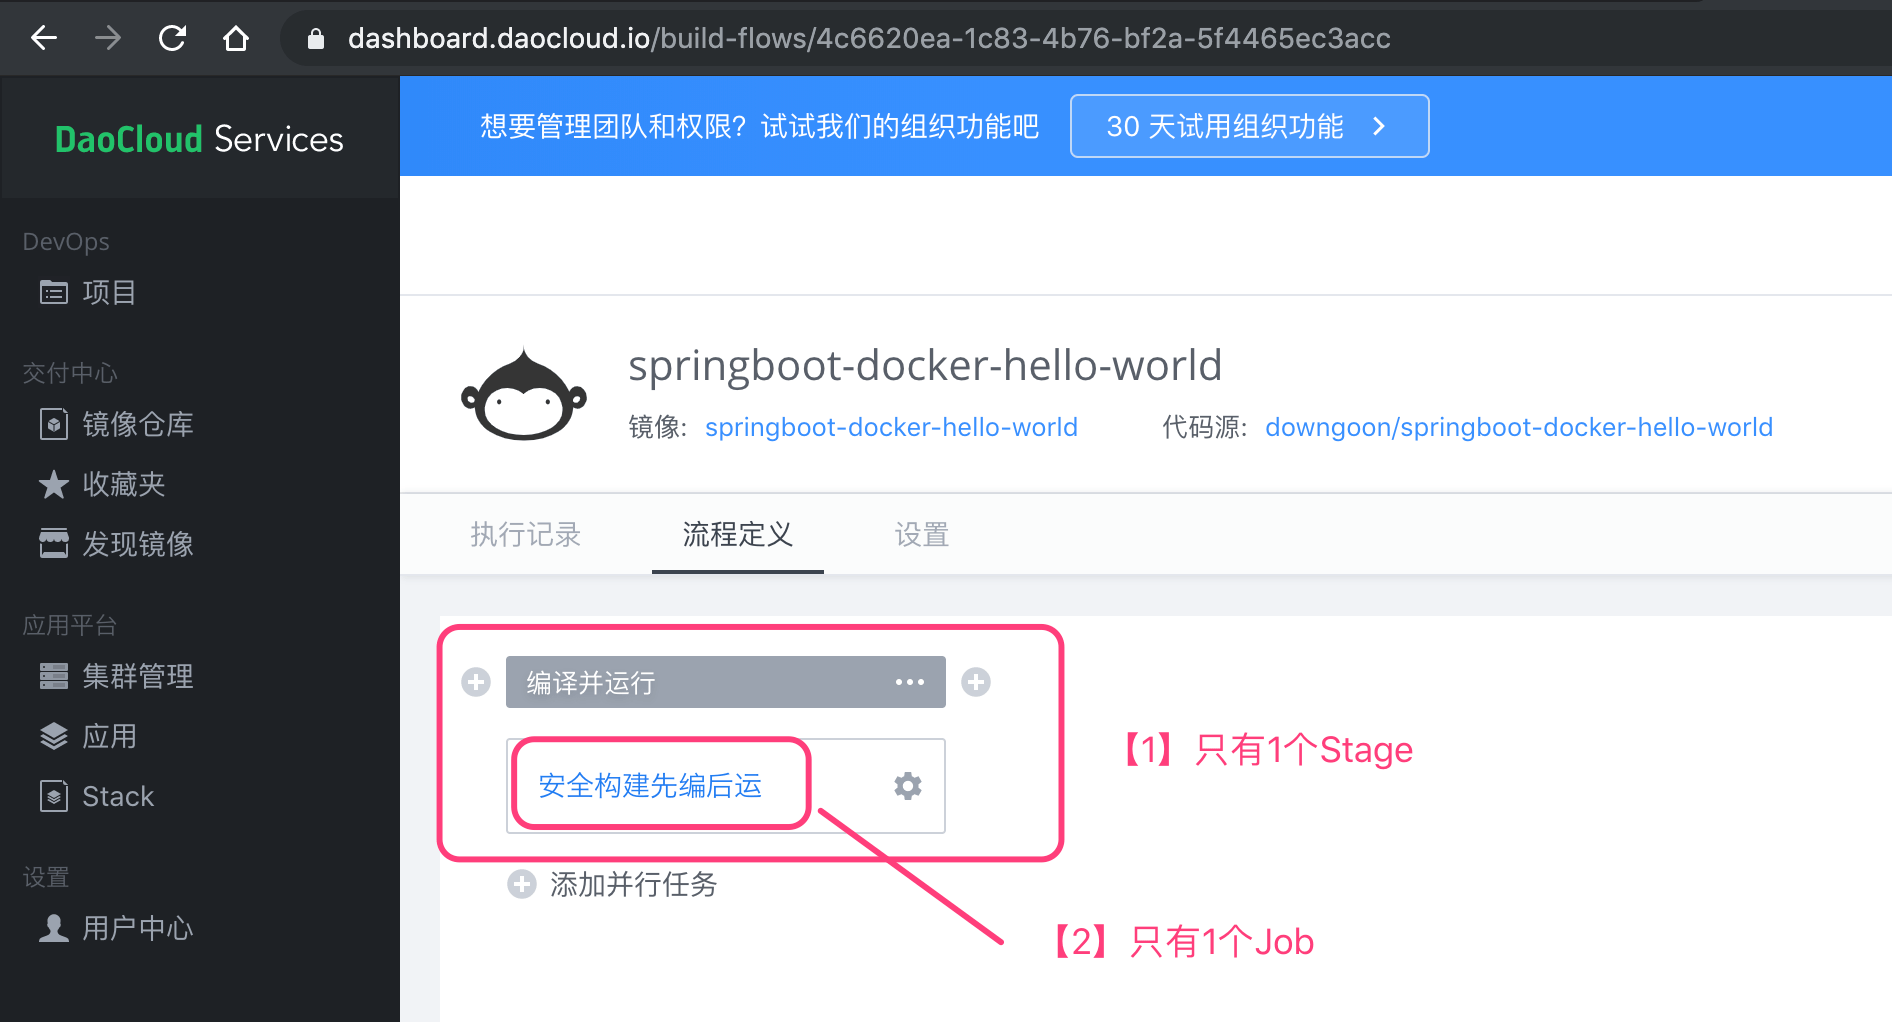 dashboard.daocloud.io/build-flows/4c6620ea-1c83-4b76-bf2a-5f4465ec3acc
DaoCloud Services
想要管理团队和权限？试试我们的组织功能吧
30 天试用组织功能
DevOps
项目
交付中心
镜像仓库
收藏夹
发现镜像
应用平台
集群管理
应用
Stack
设置
用户中心
springboot-docker-hello-world
镜像: springboot-docker-hello-world 代码源: downgoon/springboot-docker-hello-world
执行记录 流程定义 设置
编译并运行
安全构建先编后运
添加并行任务
【1】只有1个Stage
【2】只有1个Job